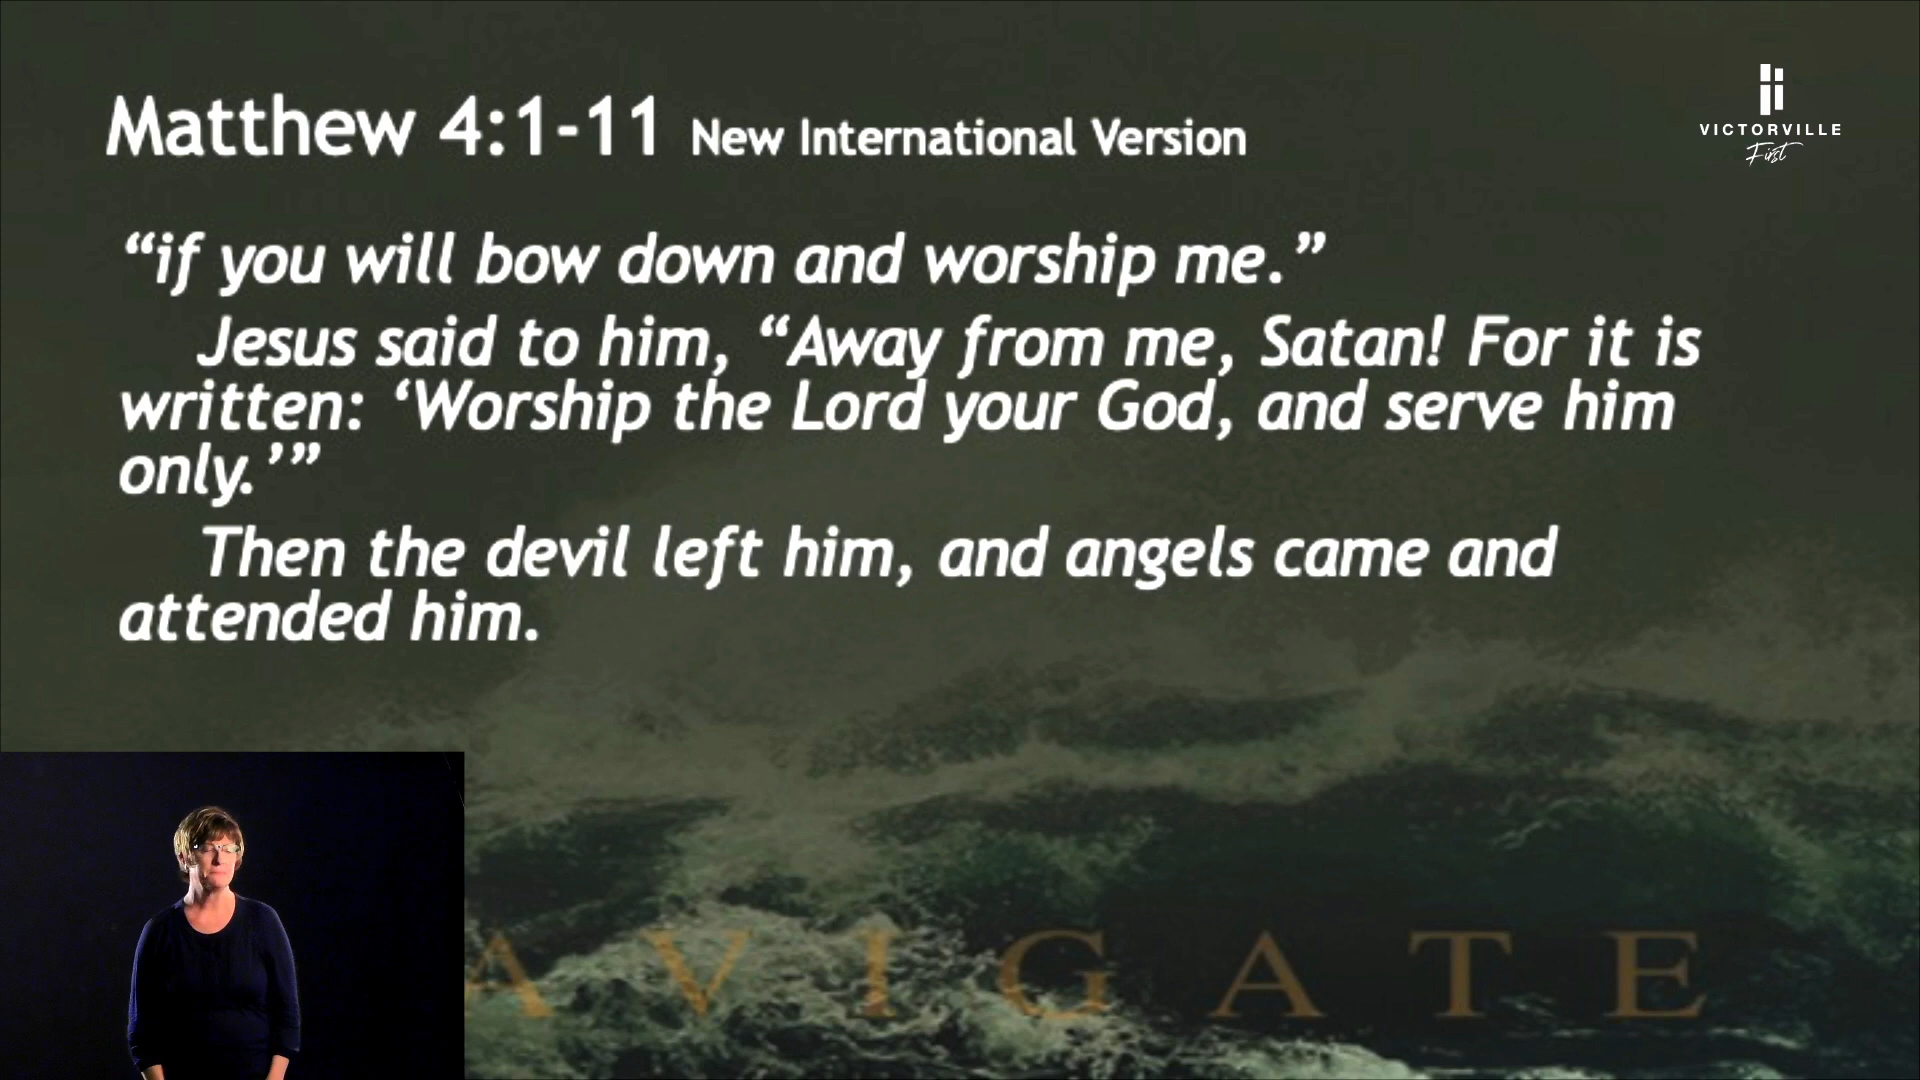 Matthew 4:1-11 New International Version
VICTORVILLE
First
“if you will bow down and worship me.”
Jesus said to him, “Away from me, Satan! For it is
written: ‘Worship the Lord your God, and serve him
only.’”
Then the devil left him, and angels came and
attended him.
AVIGATE